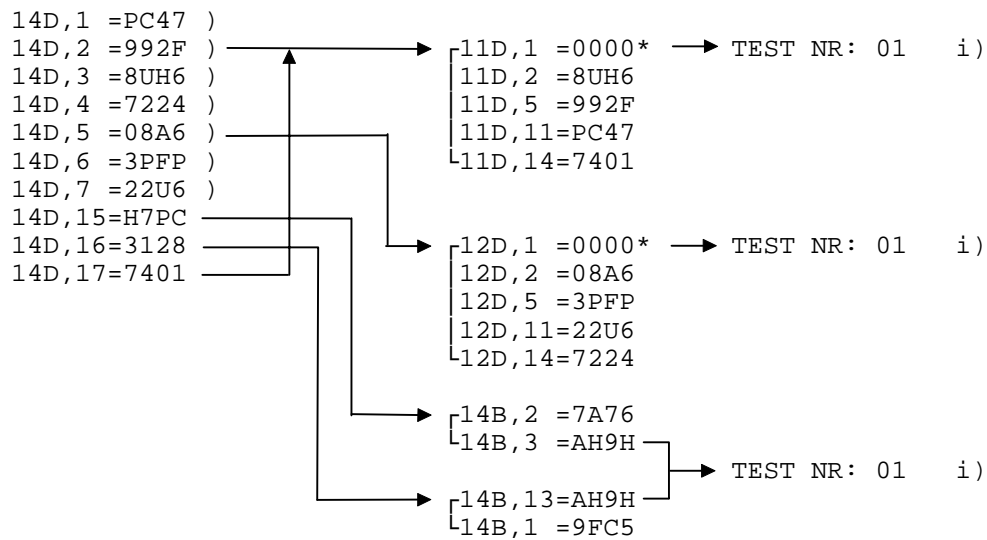 14D,1 =PC47 )
14D,2 =992F )
14D,3 =8UH6 )
14D,4 =7224 )
14D,5 =08A6 )
14D,6 =3PFP )
14D,7 =22U6 )
14D,15=H7PC
14D,16=3128
14D,17=7401
11D,1 =0000* TEST NR: 01 i)
11D,2 =8UH6
11D,5 =992F
11D,11=PC47
11D,14=7401
12D,1 =0000* TEST NR: 01 i)
12D,2 =08A6
12D,5 =3PFP
12D,11=22U6
12D,14=7224
14B,2 =7A76
14B,3 =AH9H
TEST NR: 01 i)
14B,13=AH9H
14B,1 =9FC5